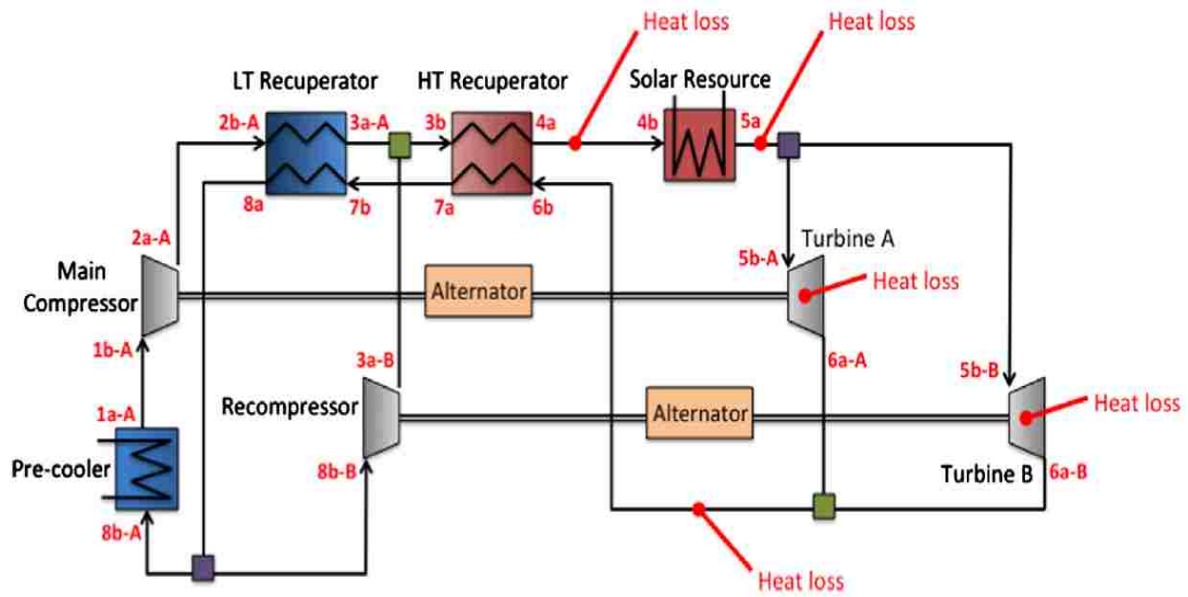 Heat loss
Heat loss
LT Recuperator
HT Recuperator
Solar Resource
2b-A
3a-A
3b
4a
4b
5a
8a
7b
7a
6b
2a-A
Turbine A
5b-A
Main
Compressor
Alternator
Heat loss
1b-A
3a-B
6a-A
5b-B
1a-A
Recompressor
Alternator
Heat loss
Pre-cooler
8b-B
Turbine B
6a-B
8b-A
Heat loss